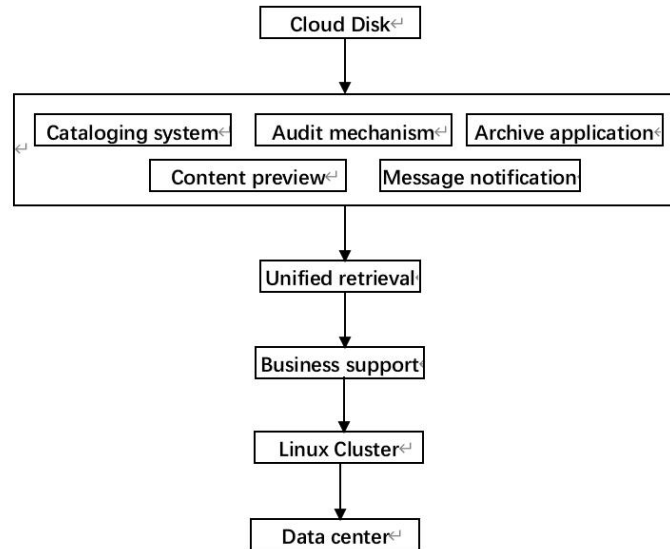 Cloud Disk
Cataloging system Audit mechanism Archive application
Content preview Message notification
Unified retrieval
Business support
Linux Cluster
Data center